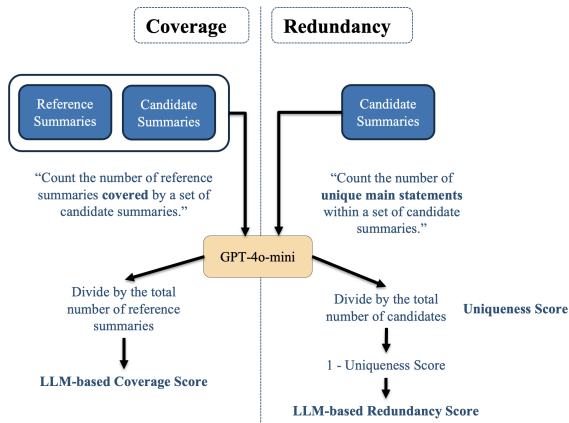 Coverage
Redundancy
Reference
Summaries
Candidate
Summaries
Candidate
Summaries
“Count the number of reference
summaries covered by a set of
candidate summaries.”
“Count the number of
unique main statements
within a set of candidate
summaries.”
GPT-4o-mini
Divide by the total
number of reference
summaries
LLM-based Coverage Score
Divide by the total
number of candidates
Uniqueness Score
1 - Uniqueness Score
LLM-based Redundancy Score